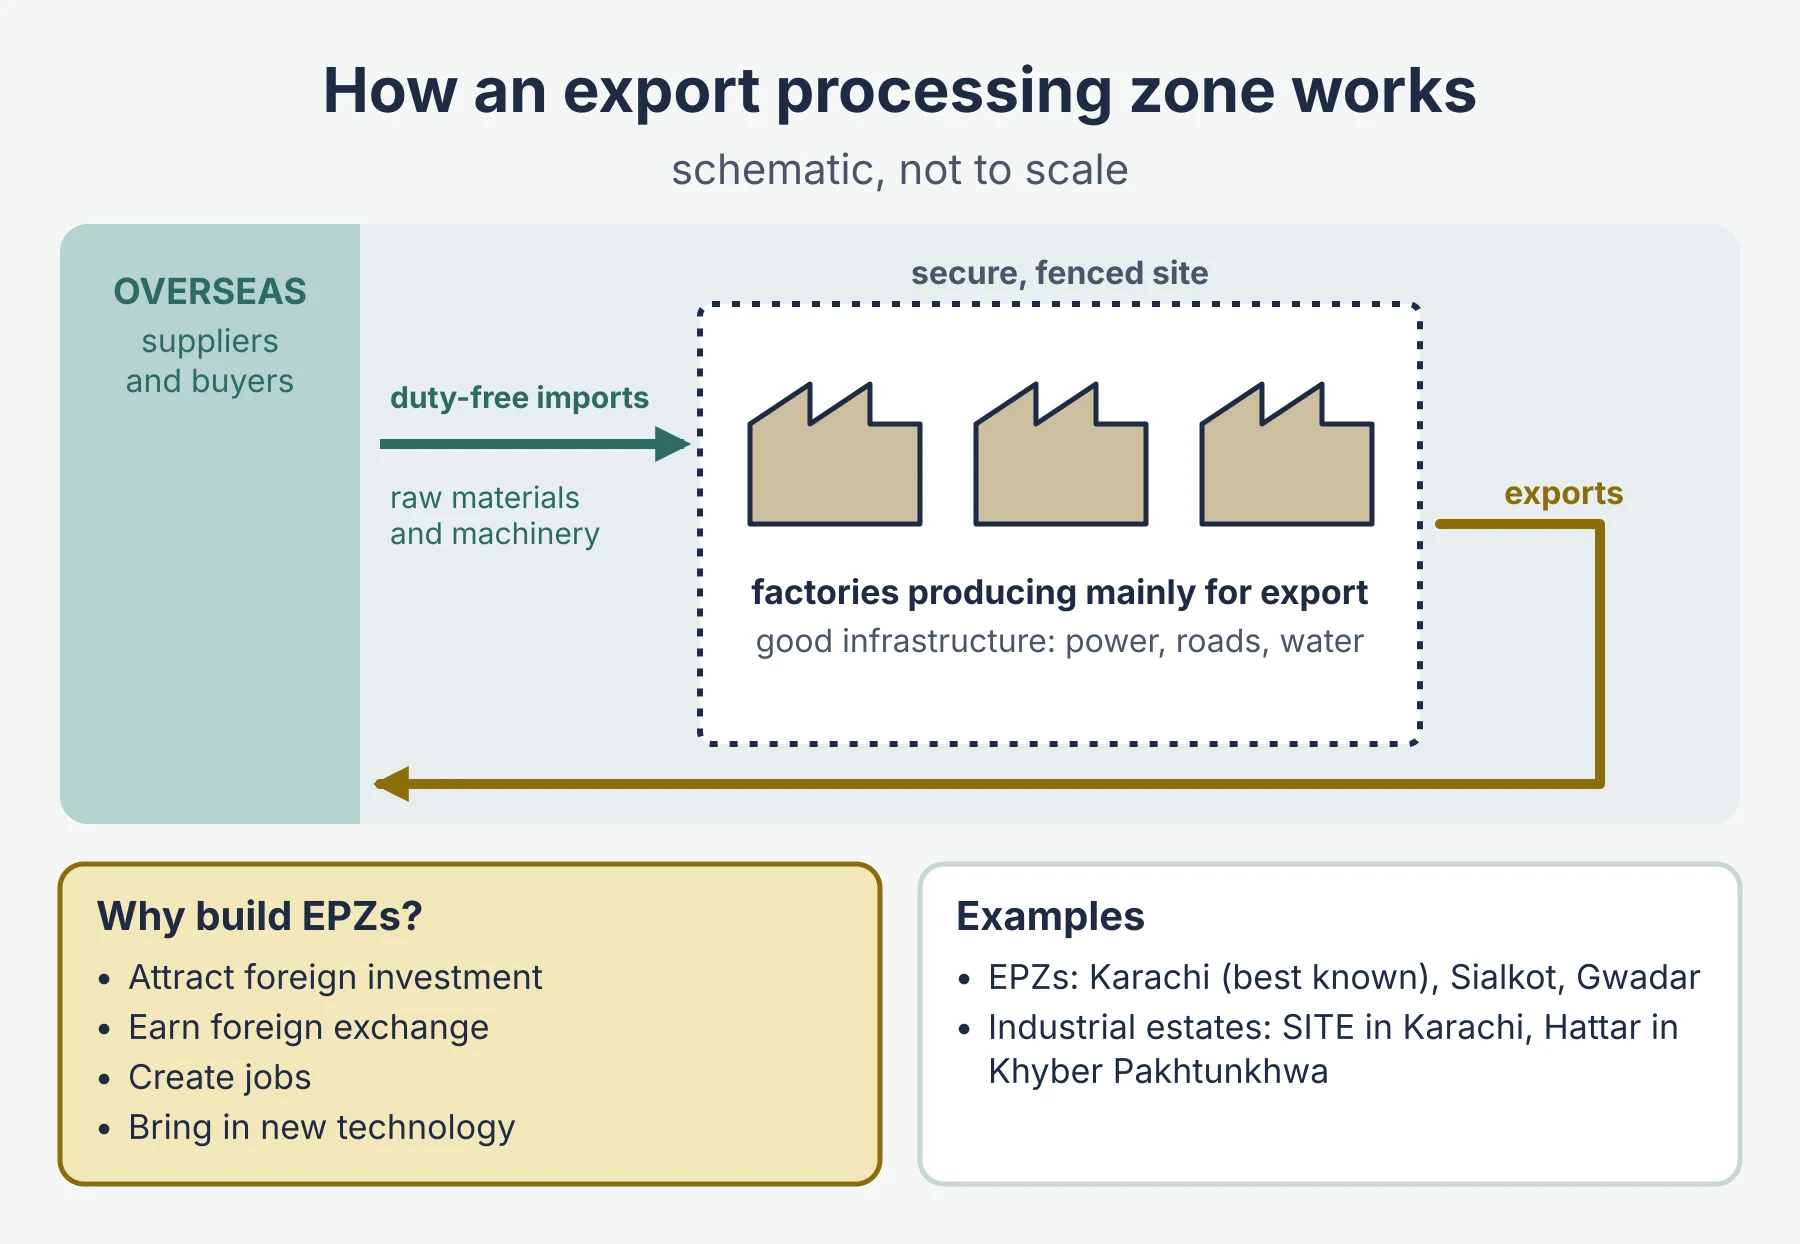 How an export processing zone works
schematic, not to scale
OVERSEAS
suppliers
and buyers
duty-free imports
raw materials
and machinery
secure, fenced site
factories producing mainly for export
good infrastructure: power, roads, water
exports
Why build EPZs?
• Attract foreign investment
• Earn foreign exchange
• Create jobs
• Bring in new technology
Examples
• EPZs: Karachi (best known), Sialkot, Gwadar
• Industrial estates: SITE in Karachi, Hattar in
Khyber Pakhtunkhwa